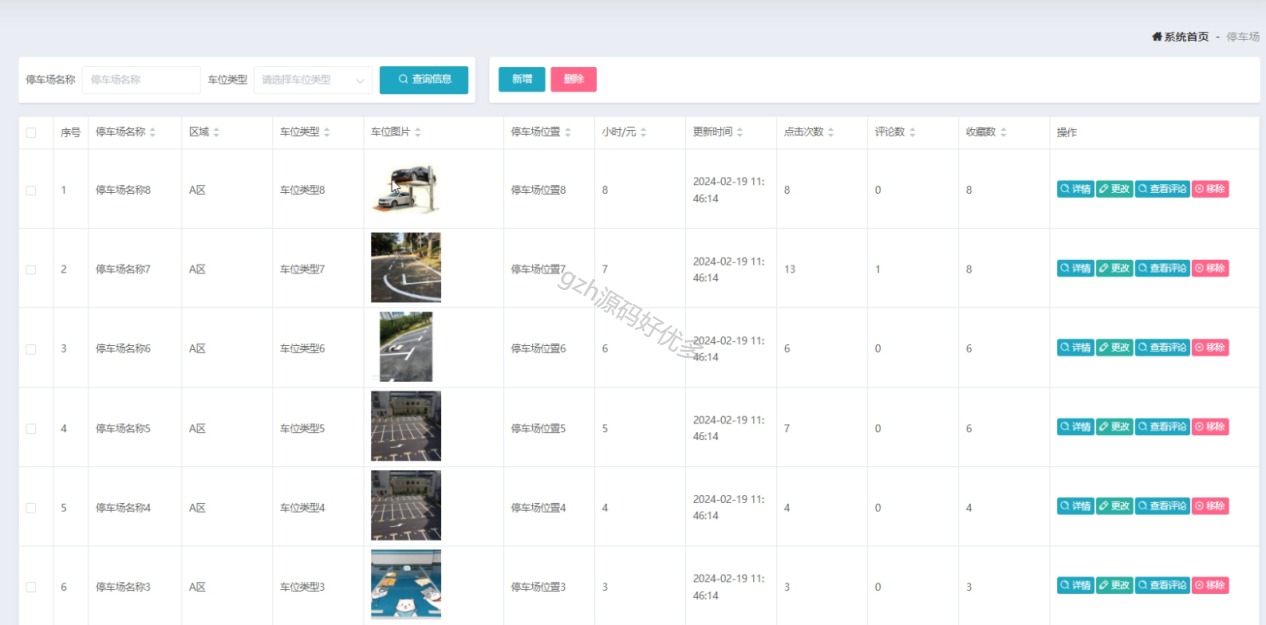 系统首页 - 停车场
停车场名称 停车场名称 车位类型 请选择车位类型 查询信息 新增 删除
序号 停车场名称 区域 车位类型 车位图片 停车场位置 小时/元 更新时间 点击次数 评论数 收藏数 操作
1 停车场名称8 A区 车位类型8 停车场位置8 8 2024-02-19 11:
46:14 8 0 8 详情 更改 查看评论 移除
2 停车场名称7 A区 车位类型7 停车场位置7 7 2024-02-19 11:
46:14 13 1 8 详情 更改 查看评论 移除
gzh源码好优多
3 停车场名称6 A区 车位类型6 停车场位置6 6 2024-02-19 11:
46:14 6 0 6 详情 更改 查看评论 移除
4 停车场名称5 A区 车位类型5 停车场位置5 5 2024-02-19 11:
46:14 7 0 6 详情 更改 查看评论 移除
5 停车场名称4 A区 车位类型4 停车场位置4 4 2024-02-19 11:
46:14 4 0 4 详情 更改 查看评论 移除
6 停车场名称3 A区 车位类型3 停车场位置3 3 2024-02-19 11:
46:14 3 0 3 详情 更改 查看评论 移除